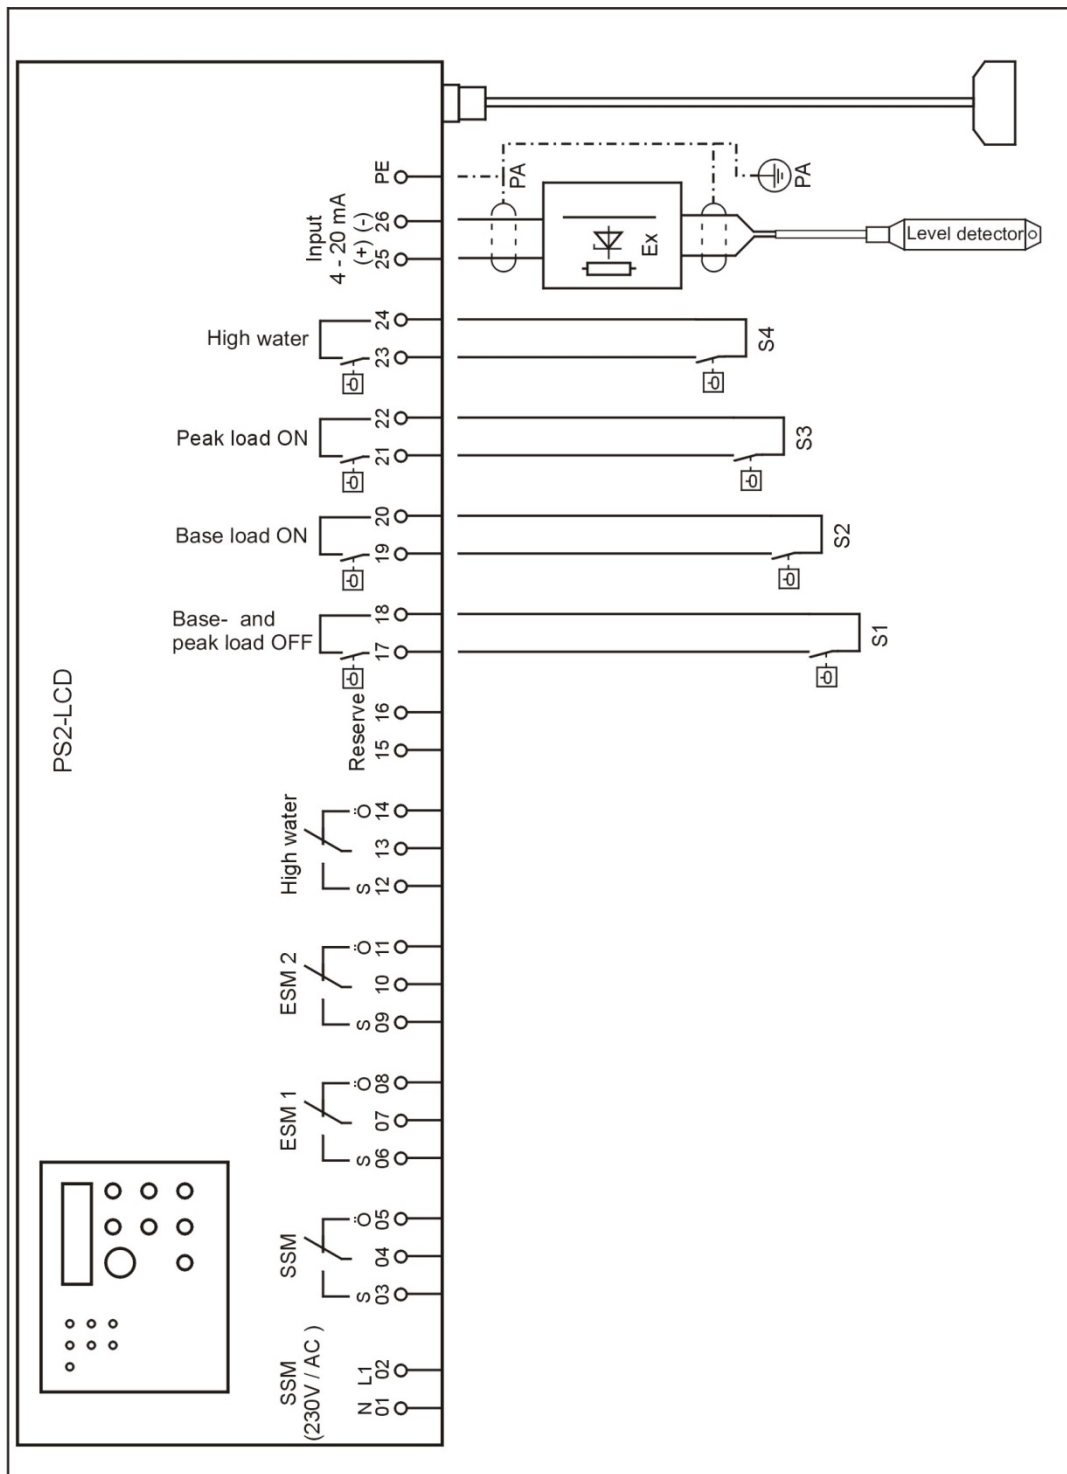 PS2-LCD
PE
PA
PA
Input
4 - 20 mA
(+) (-)
25 26
Ex
Level detector
High water
24
23
S4
Peak load ON
22
21
S3
Base load ON
20
19
S2
Base- and
peak load OFF
18
17
S1
Reserve
15 16
High water
S Ö
12 13 14
ESM 2
S Ö
09 10 11
ESM 1
S Ö
06 07 08
SSM
S Ö
03 04 05
SSM
(230V / AC )
N L1
01 02